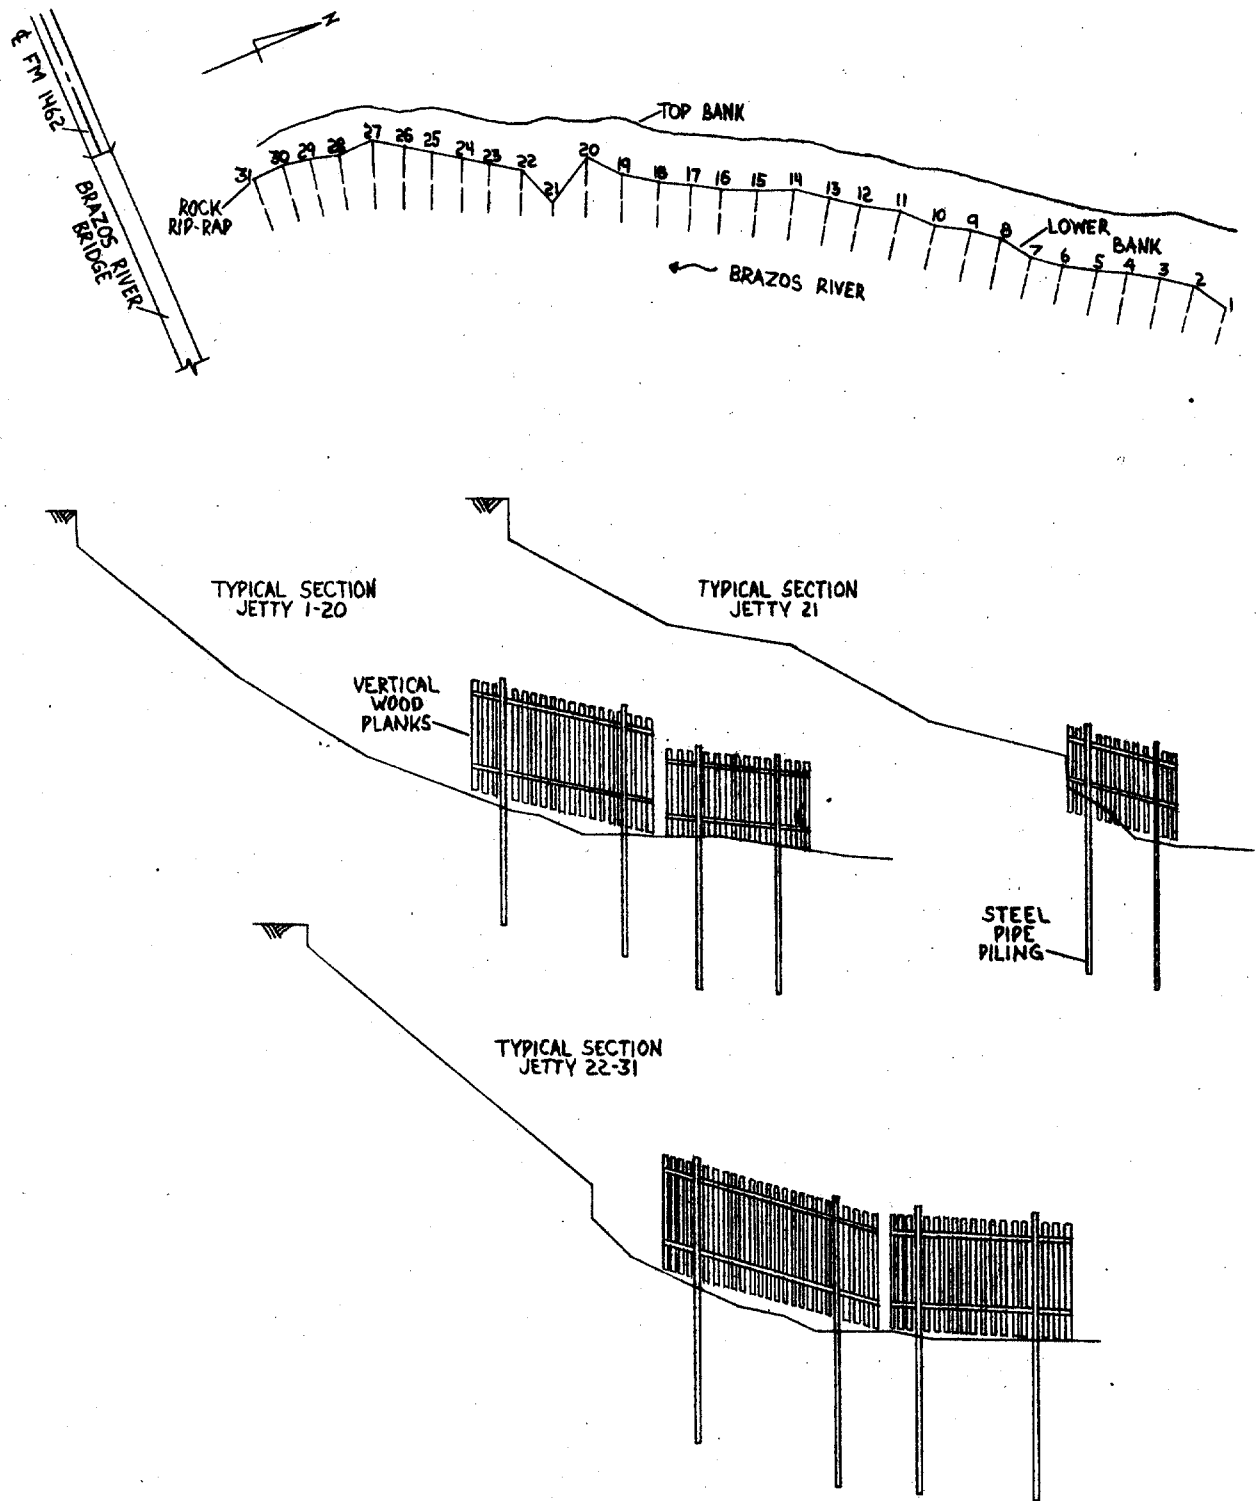 N
℄ FM 1462
BRAZOS RIVER
BRIDGE
TOP BANK
31
30
29
28
27
26
25
24
23
22
21
20
19
18
17
16
15
14
13
12
11
10
9
8
7
6
5
4
3
2
1
ROCK
RIP-RAP
LOWER
BANK
BRAZOS RIVER
TYPICAL SECTION
JETTY 1-20
TYPICAL SECTION
JETTY 21
VERTICAL
WOOD
PLANKS
STEEL
PIPE
PILING
TYPICAL SECTION
JETTY 22-31